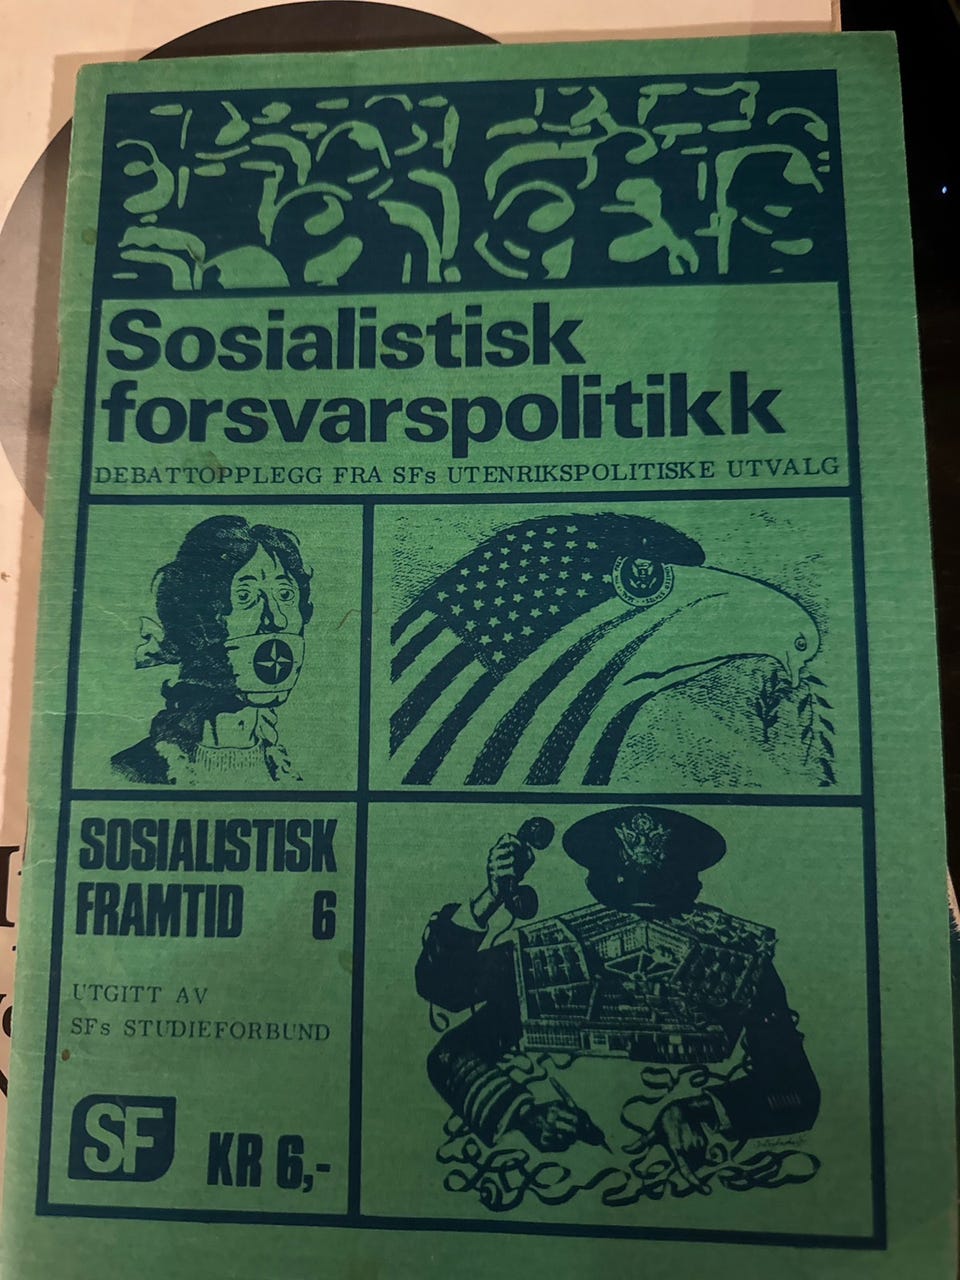 Sosialistisk
forsvarspolitikk
DEBATTOPPLEGG FRA SFs UTENRIKSPOLITISKE UTVALG
SOSIALISTISK
FRAMTID 6
UTGITT AV
SFs STUDIEFORBUND
SF
KR 6,-